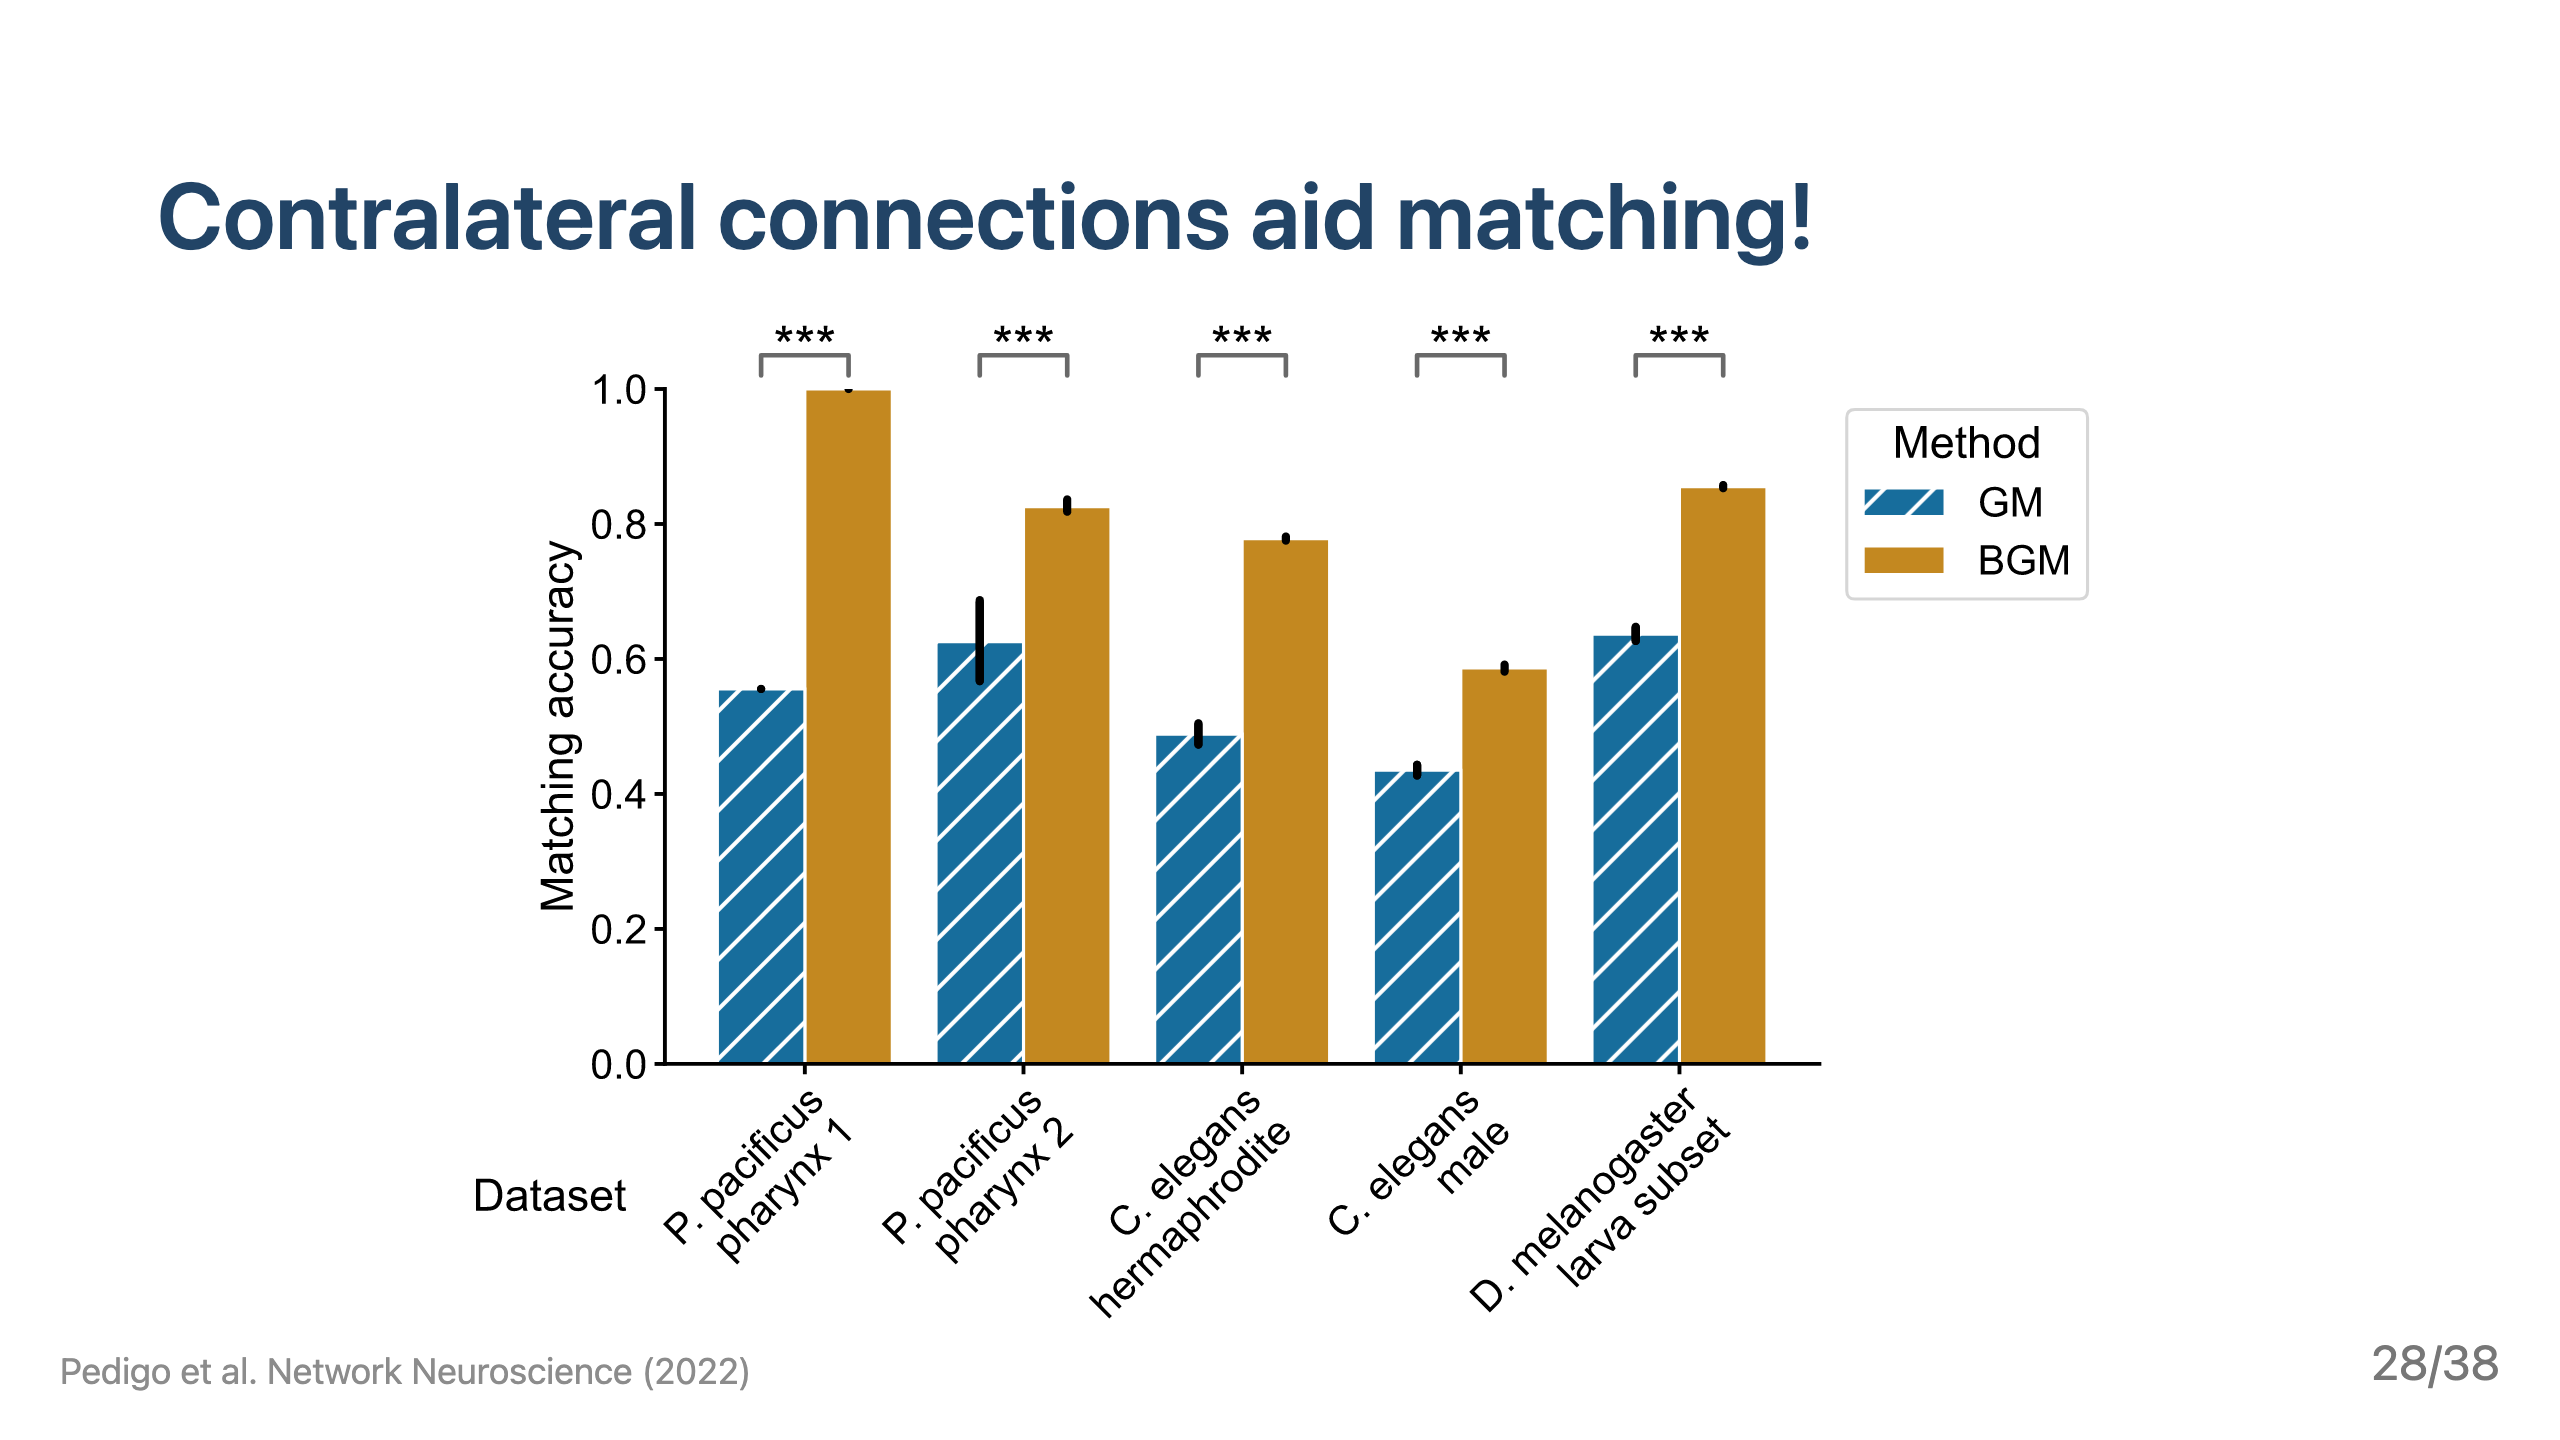 Contralateral connections aid matching!
*** *** *** *** ***
1.0
0.8
0.6
0.4
0.2
0.0
Matching accuracy
Method
GM
BGM
Dataset
P. pacificus
pharynx 1
P. pacificus
pharynx 2
C. elegans
hermaphrodite
C. elegans
male
D. melanogaster
larva subset
Pedigo et al. Network Neuroscience (2022)
28/38